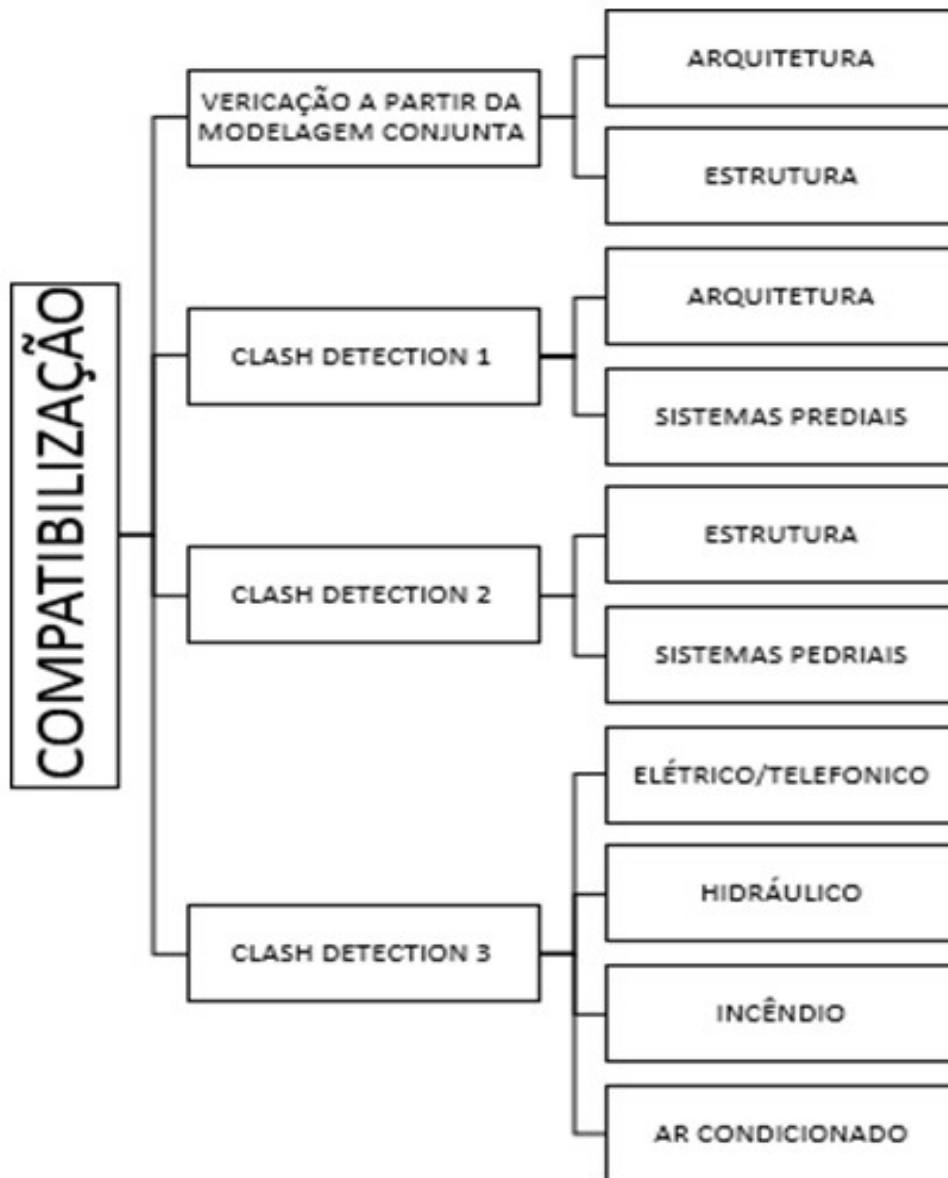 COMPATIBILIZAÇÃO
VERICAÇÃO A PARTIR DA
MODELAGEM CONJUNTA
ARQUITETURA
ESTRUTURA
CLASH DETECTION 1
ARQUITETURA
SISTEMAS PREDIAIS
CLASH DETECTION 2
ESTRUTURA
SISTEMAS PEDRIAIS
CLASH DETECTION 3
ELÉTRICO/TELEFONICO
HIDRÁULICO
INCÊNDIO
AR CONDICIONADO